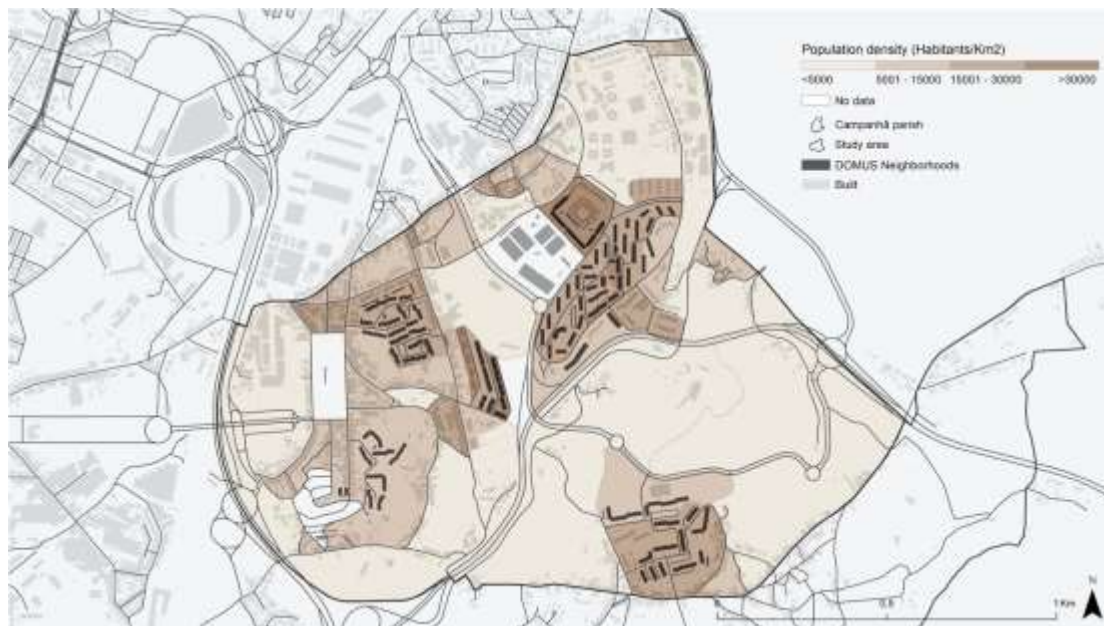 Population density (Habitants/Km2)
<5000 5001 - 15000 15001 - 30000 >30000
No data
Campanhã parish
Study area
DOMUS Neighborhoods
Built
N
0 0,5 1 Km